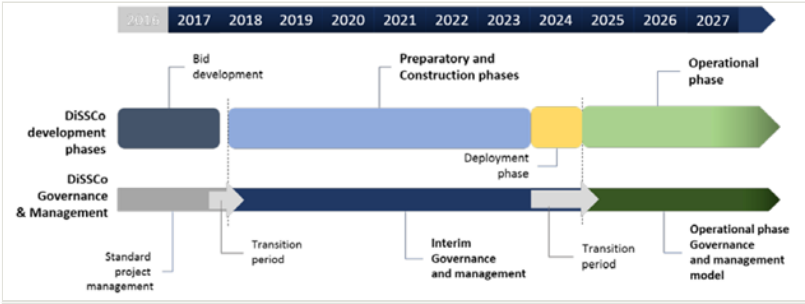 2016 2017 2018 2019 2020 2021 2022 2023 2024 2025 2026 2027
Bid
development
Preparatory and
Construction phases
Operational
phase
DiSSCo
development
phases
Deployment
phase
DiSSCo
Governance
& Management
Standard
project
management
Transition
period
Interim
Governance
and management
Transition
period
Operational phase
Governance
and management
model